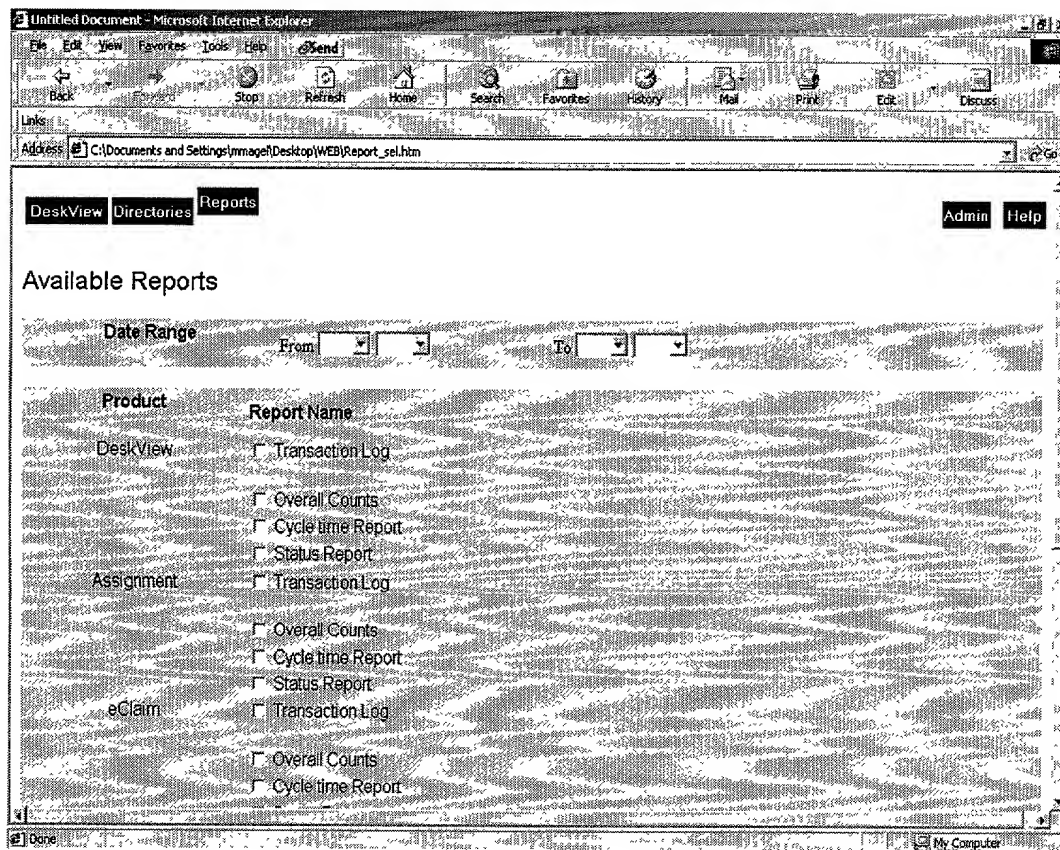 Untitled Document - Microsoft Internet Explorer
File Edit View Favorites Tools Help Send
Back Forward Stop Refresh Home Search Favorites History Mail Print Edit Discuss
Links
Address C:\Documents and Settings\mmagel\Desktop\WEB\Report_sel.htm Go
DeskView Directories Reports Admin Help
Available Reports
Date Range From To
Product Report Name
DeskView Transaction Log
Overall Counts
Cycle time Report
Status Report
Assignment Transaction Log
Overall Counts
Cycle time Report
Status Report
eClaim Transaction Log
Overall Counts
Cycle time Report
Done My Computer